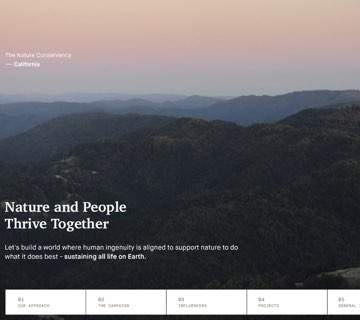 The Nature Conservancy
— California
Nature and People
Thrive Together
Let's build a world where human ingenuity is aligned to support nature to do
what it does best - sustaining all life on Earth.
01
OUR APPROACH
02
THE CAMPAIGN
03
INFLUENCERS
04
PROJECTS
05
GENERAL